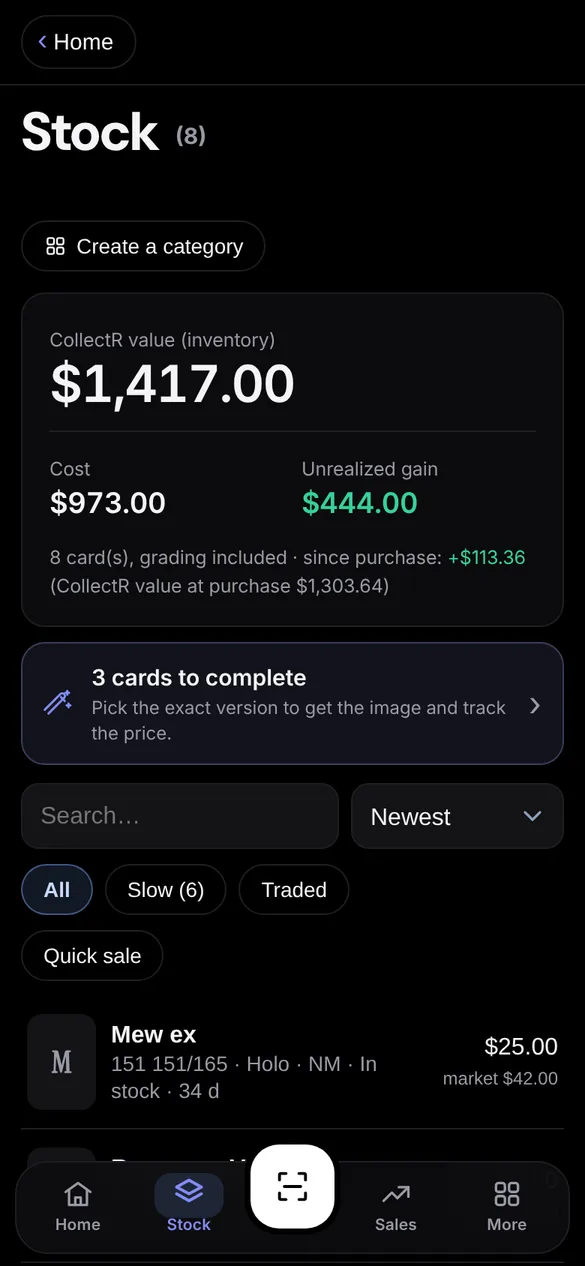 Home
Stock (8)
Create a category
CollectR value (inventory)
$1,417.00
Cost
Unrealized gain
$973.00
$444.00
8 card(s), grading included · since purchase: +$113.36
(CollectR value at purchase $1,303.64)
3 cards to complete
Pick the exact version to get the image and track
the price.
Search…
Newest
All
Slow (6)
Traded
Quick sale
M
Mew ex
151 151/165 · Holo · NM · In
stock · 34 d
$25.00
market $42.00
Home
Stock
Sales
More